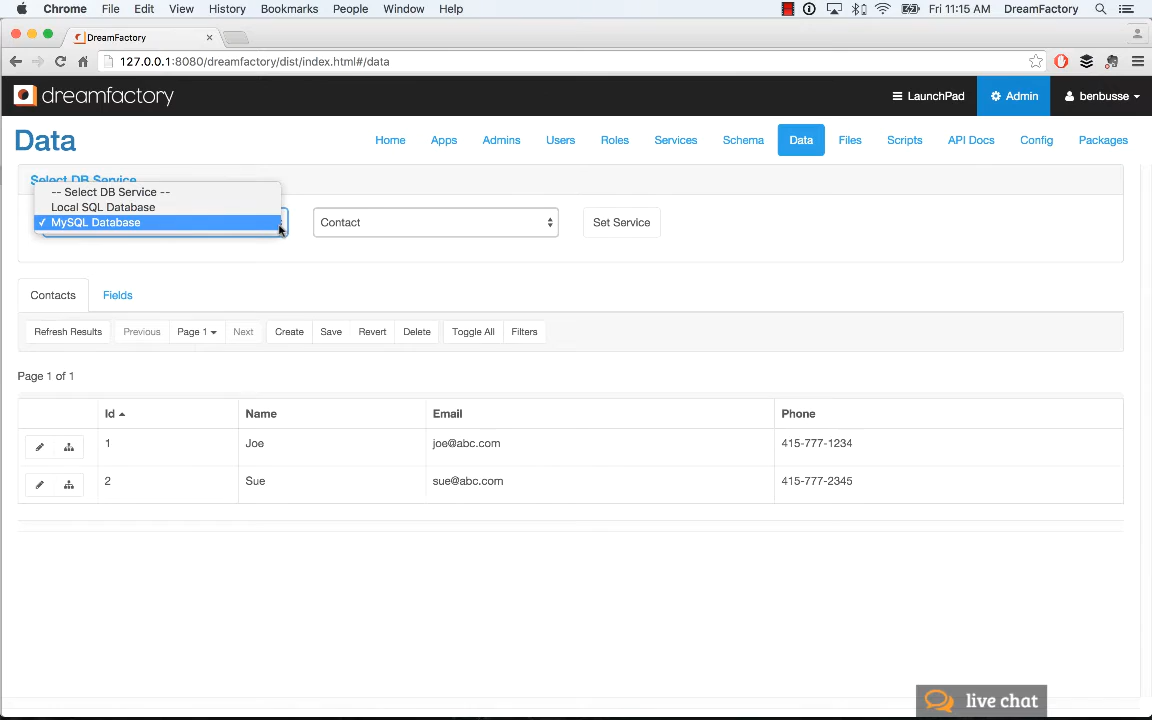 Chrome File Edit View History Bookmarks People Window Help Fri 11:15 AM DreamFactory
DreamFactory
127.0.0.1:8080/dreamfactory/dist/index.html#/data
dreamfactory LaunchPad Admin benbusse
Data Home Apps Admins Users Roles Services Schema Data Files Scripts API Docs Config Packages
Select DB Service
-- Select DB Service --
Local SQL Database
MySQL Database Contact Set Service
Contacts Fields
Refresh Results Previous Page 1 Next Create Save Revert Delete Toggle All Filters
Page 1 of 1
Id Name Email Phone
1 Joe joe@abc.com 415-777-1234
2 Sue sue@abc.com 415-777-2345
live chat